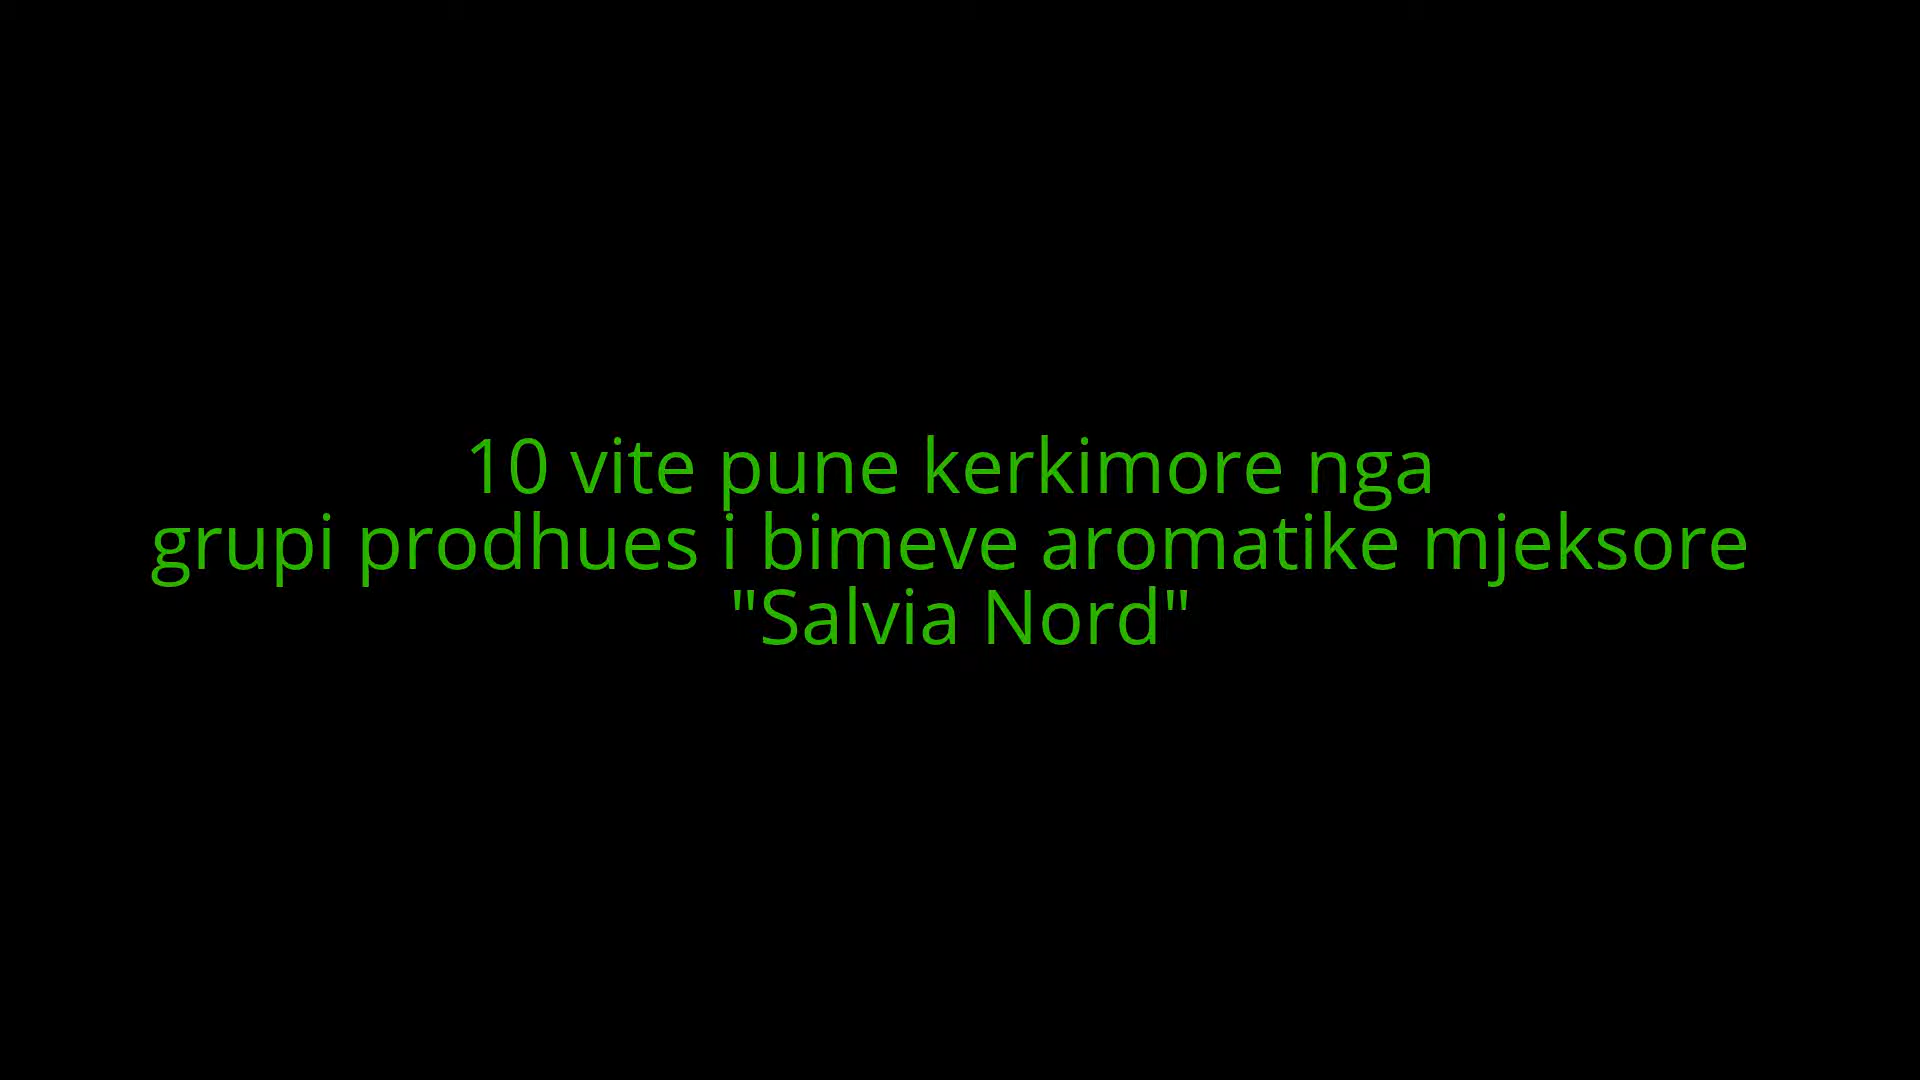 10 vite pune kerkimore nga
grupi prodhues i bimeve aromatike mjeksore
"Salvia Nord"